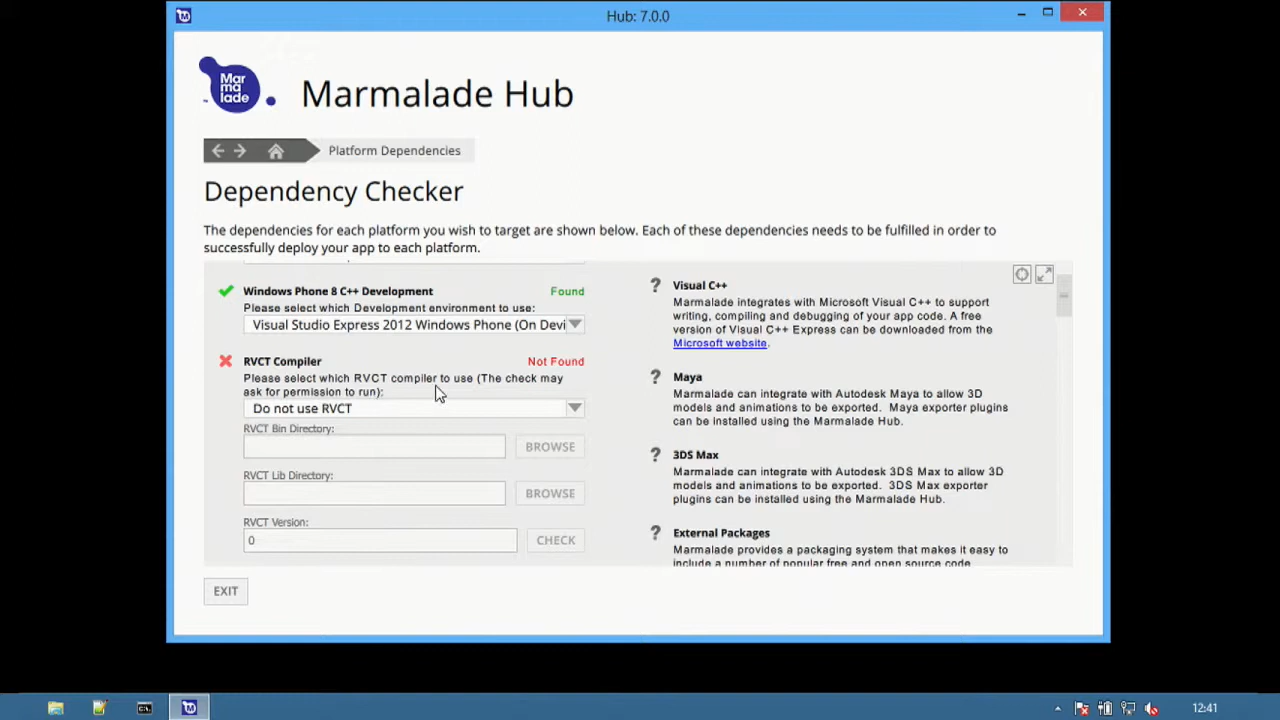 Hub: 7.0.0
Mar
ma
lade
Marmalade Hub
Platform Dependencies
Dependency Checker
The dependencies for each platform you wish to target are shown below. Each of these dependencies needs to be fulfilled in order to
successfully deploy your app to each platform.
Windows Phone 8 C++ Development
Found
Please select which Development environment to use:
Visual Studio Express 2012 Windows Phone (On Devi
RVCT Compiler
Not Found
Please select which RVCT compiler to use (The check may
ask for permission to run):
Do not use RVCT
RVCT Bin Directory:
BROWSE
RVCT Lib Directory:
BROWSE
RVCT Version:
0
CHECK
? Visual C++
Marmalade integrates with Microsoft Visual C++ to support
writing, compiling and debugging of your app code. A free
version of Visual C++ Express can be downloaded from the
Microsoft website.
? Maya
Marmalade can integrate with Autodesk Maya to allow 3D
models and animations to be exported. Maya exporter plugins
can be installed using the Marmalade Hub.
? 3DS Max
Marmalade can integrate with Autodesk 3DS Max to allow 3D
models and animations to be exported. 3DS Max exporter
plugins can be installed using the Marmalade Hub.
? External Packages
Marmalade provides a packaging system that makes it easy to
include a number of popular free and open source code
EXIT
12:41